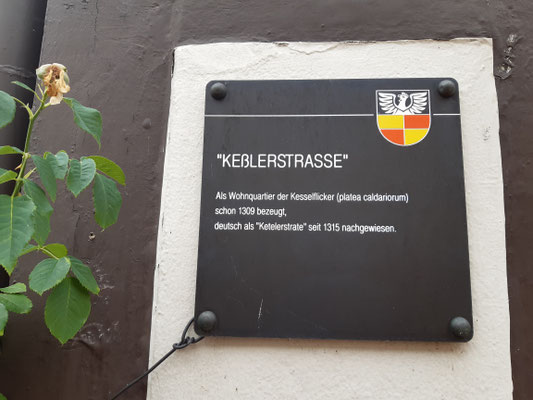 "KEßLERSTRASSE"
Als Wohnquartier der Kesselflicker (platea caldariorum)
schon 1309 bezeugt,
deutsch als "Ketelerstrate" seit 1315 nachgewiesen.